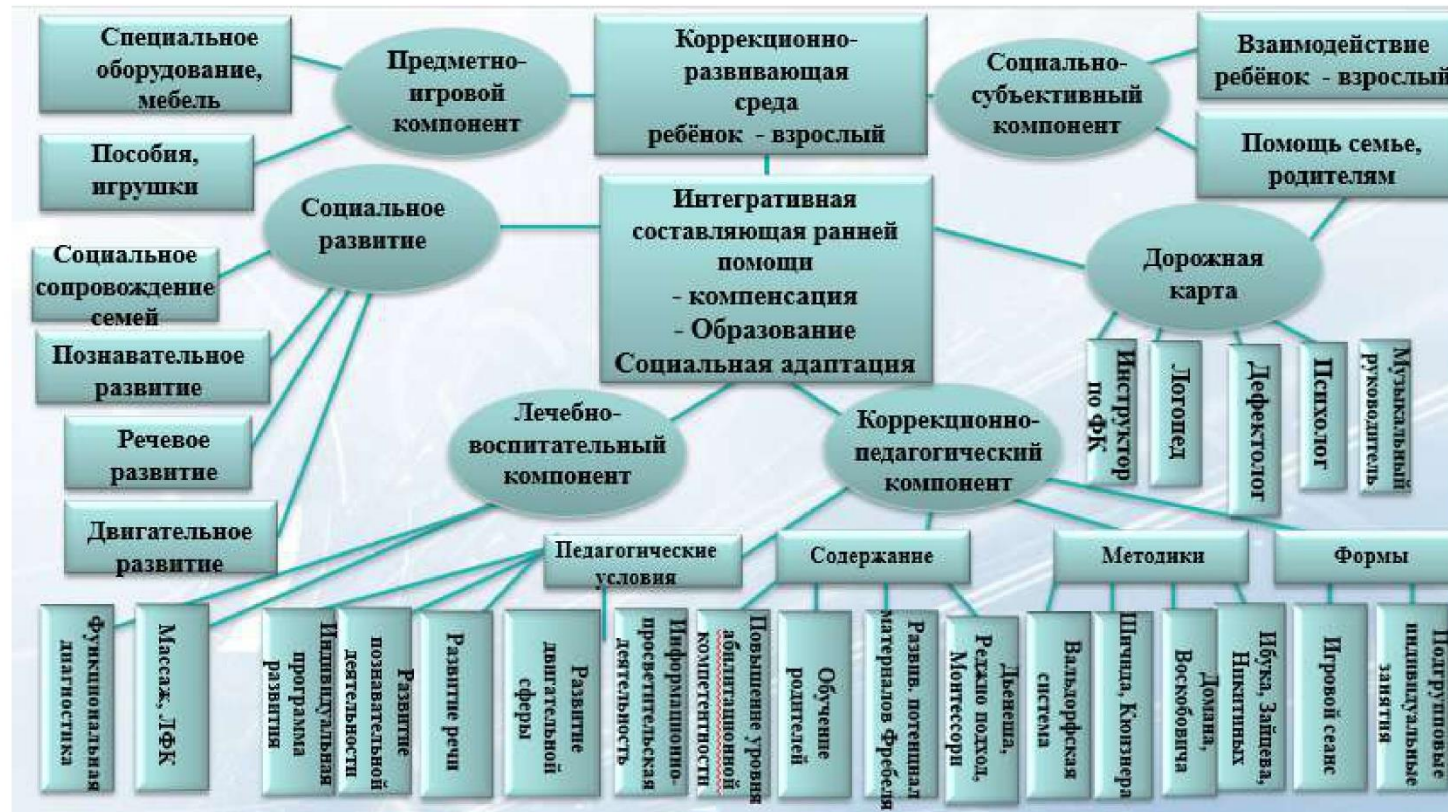 Специальное
оборудование,
мебель
Предметно-
игровой
компонент
Коррекционно-
развивающая
среда
ребёнок - взрослый
Социально-
субъективный
компонент
Взаимодействие
ребёнок - взрослый
Пособия,
игрушки
Помощь семье,
родителям
Социальное
развитие
Интегративная
составляющая ранней
помощи
- компенсация
- Образование
Социальная адаптация
Дорожная
карта
Социальное
сопровождение
семей
Познавательное
развитие
Речевое
развитие
Двигательное
развитие
Инструктор
по ФК
Логопед
Дефектолог
Психолог
Музыкальный
руководитель
Лечебно-
воспитательный
компонент
Коррекционно-
педагогический
компонент
Педагогические
условия
Содержание
Методики
Формы
Функциональная
диагностика
Массаж, ЛФК
Индивидуальная
программа
развития
Развитие
познавательной
деятельности
Развитие речи
Развитие
двигательной
сферы
Информационно-
просветительская
деятельность
Повышение уровня
абилитационной
компетентности
Обучение
родителей
Развив. потенциал
материалов Фребеля
Дьенеша,
Реджио подход,
Монтессори
Вальдорфская
система
Шичида, Кюизнера
Домана,
Воскобовича
Ибука, Зайцева,
Никитиных
Игровой сеанс
Подгрупповые
индивидуальные
занятия